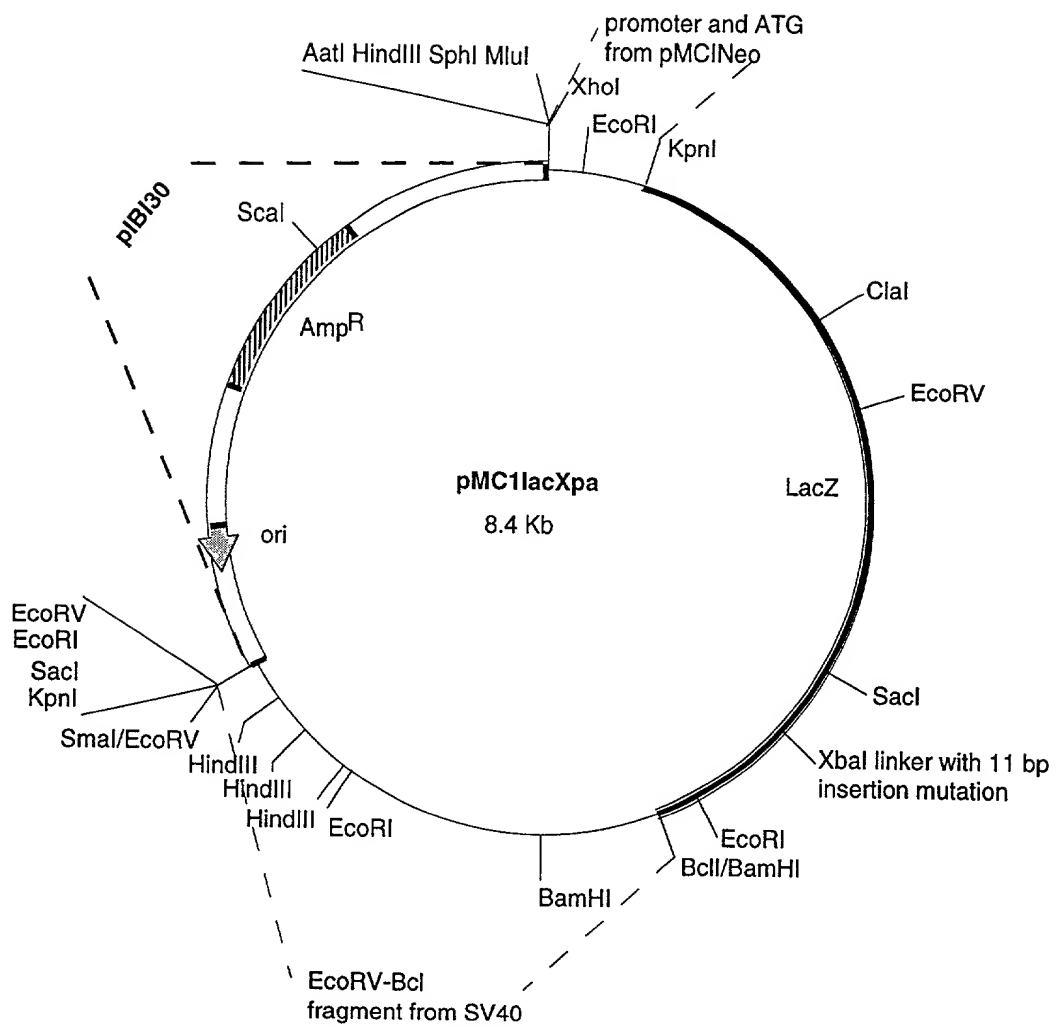 promoter and ATG
from pMCINeo
AatI HindIII SphI MluI
XhoI
EcoRI
KpnI
pIBI30
ScaI
ClaI
AmpR
EcoRV
pMC1lacXpa
LacZ
8.4 Kb
ori
EcoRV
EcoRI
SacI
KpnI
SmaI/EcoRV
SacI
HindIII
HindIII
HindIII
EcoRI
XbaI linker with 11 bp
insertion mutation
EcoRI
BclI/BamHI
BamHI
EcoRV-Bcl
fragment from SV40